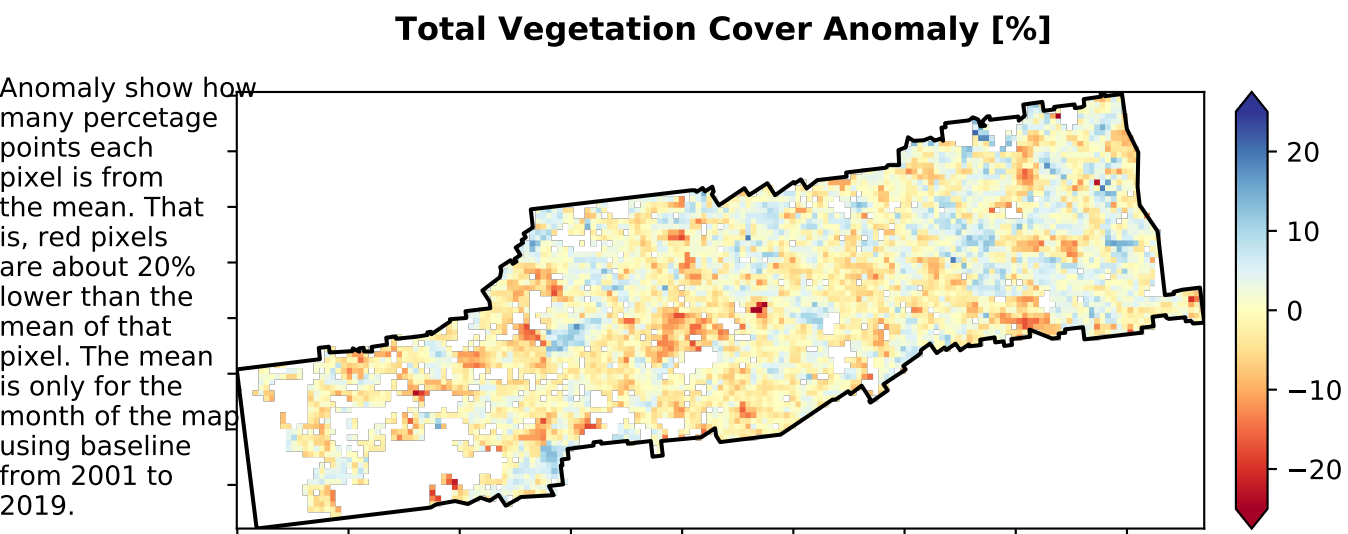 Total Vegetation Cover Anomaly [%]
Anomaly show how
many percetage
points each
pixel is from
the mean. That
is, red pixels
are about 20%
lower than the
mean of that
pixel. The mean
is only for the
month of the map
using baseline
from 2001 to
2019.
20
10
0
−10
−20